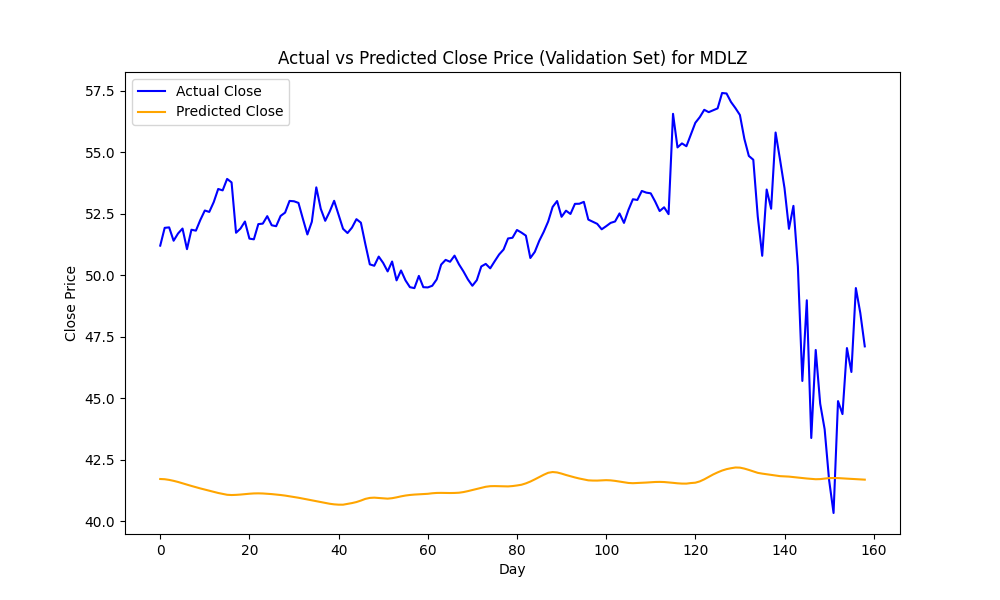 Actual vs Predicted Close Price (Validation Set) for MDLZ
Actual Close
Predicted Close
57.5
55.0
52.5
50.0
47.5
45.0
42.5
40.0
Close Price
0 20 40 60 80 100 120 140 160
Day